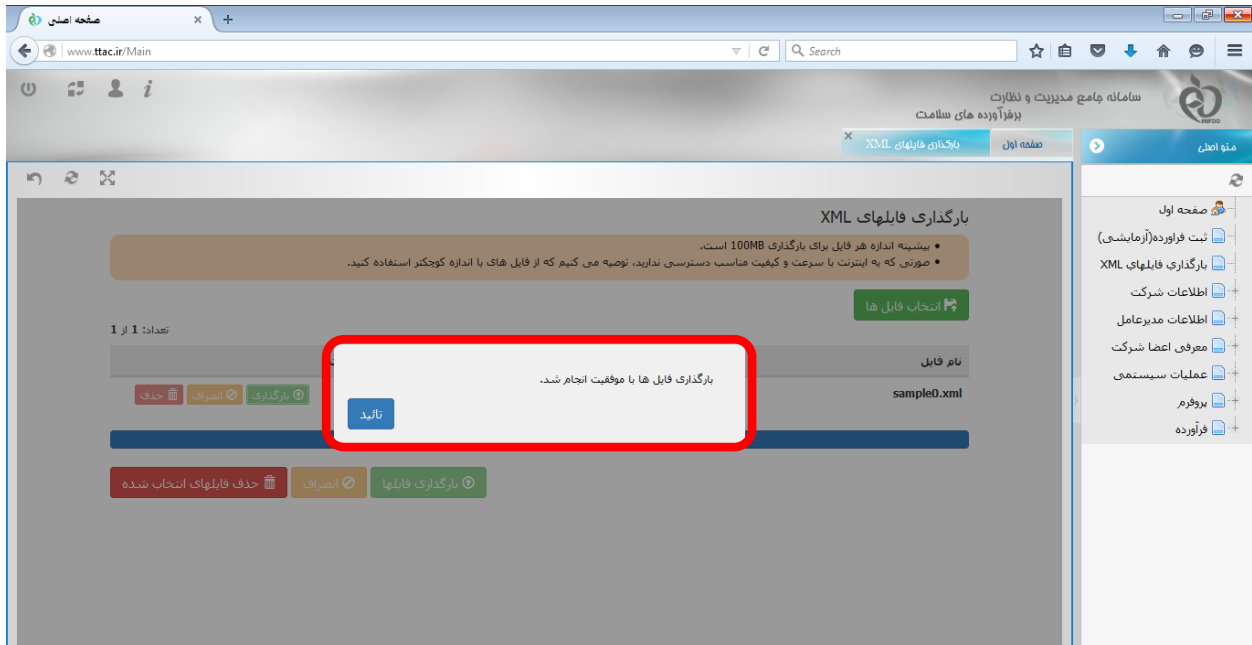 صفحه اصلی
www.ttac.ir/Main
Search
سامانه جامع مدیریت و نظارت
برفرآورده های سلامت
منو اصلی
صفحه اول
بارگذاری فایلهای XML
صفحه اول
ثبت فراورده(آزمایشی)
بارگذاري فايلهاي XML
اطلاعات شرکت
اطلاعات مدیرعامل
معرفی اعضا شرکت
عملیات سیستمی
پروفرم
فرآورده
بارگذاری فایلهای XML
• بیشینه اندازه هر فایل برای بارگذاری 100MB است.
• صورتی که به اینترنت با سرعت و کیفیت مناسب دسترسی ندارید، توصیه می کنیم که از فایل های با اندازه کوچکتر استفاده کنید.
انتخاب فایل ها
تعداد: 1 از 1
نام فایل
sample0.xml
بارگذاری انصراف حذف
بارگذاری فایل ها با موفقیت انجام شد.
تائید
بارگذاری فایلها انصراف حذف فایلهای انتخاب شده